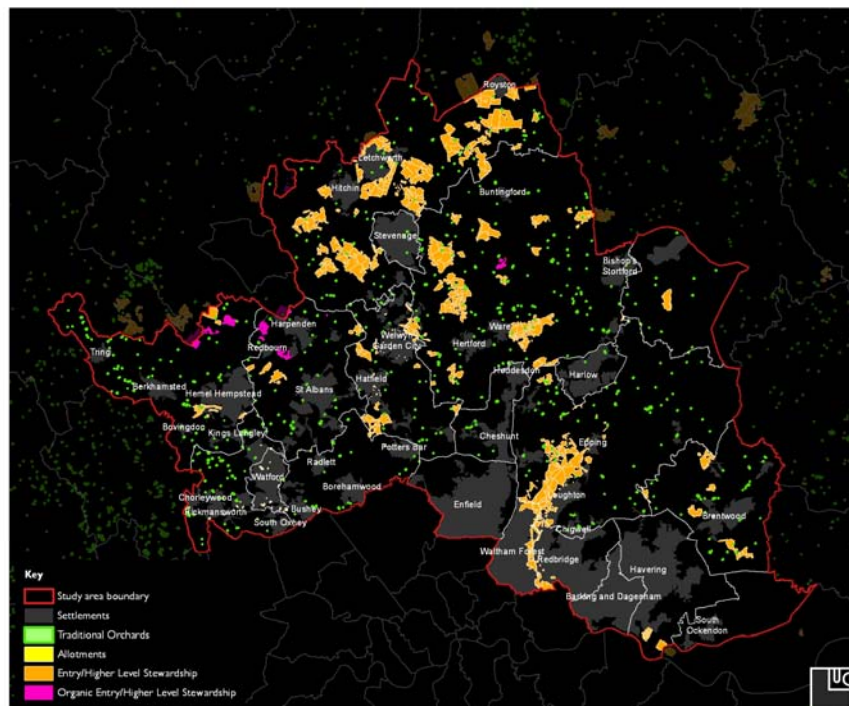 Royston
Letchworth
Hitchin
Buntingford
Stevenage
Bishop's
Stortford
Harpenden
Welwyn
Garden City
Ware
Hertford
Redbourn
Tring
Berkhamsted
Hemel Hempstead
St Albans
Hatfield
Hoddesdon
Harlow
Bovingdon
Kings Langley
Cheshunt
Epping
Potters Bar
Radlett
Watford
Borehamwood
Enfield
Loughton
Chorleywood
Rickmansworth
Bushey
South Oxhey
Chigwell
Brentwood
Waltham Forest
Redbridge
Havering
Barking and Dagenham
South
Ockendon
Key
Study area boundary
Settlements
Traditional Orchards
Allotments
Entry/Higher Level Stewardship
Organic Entry/Higher Level Stewardship